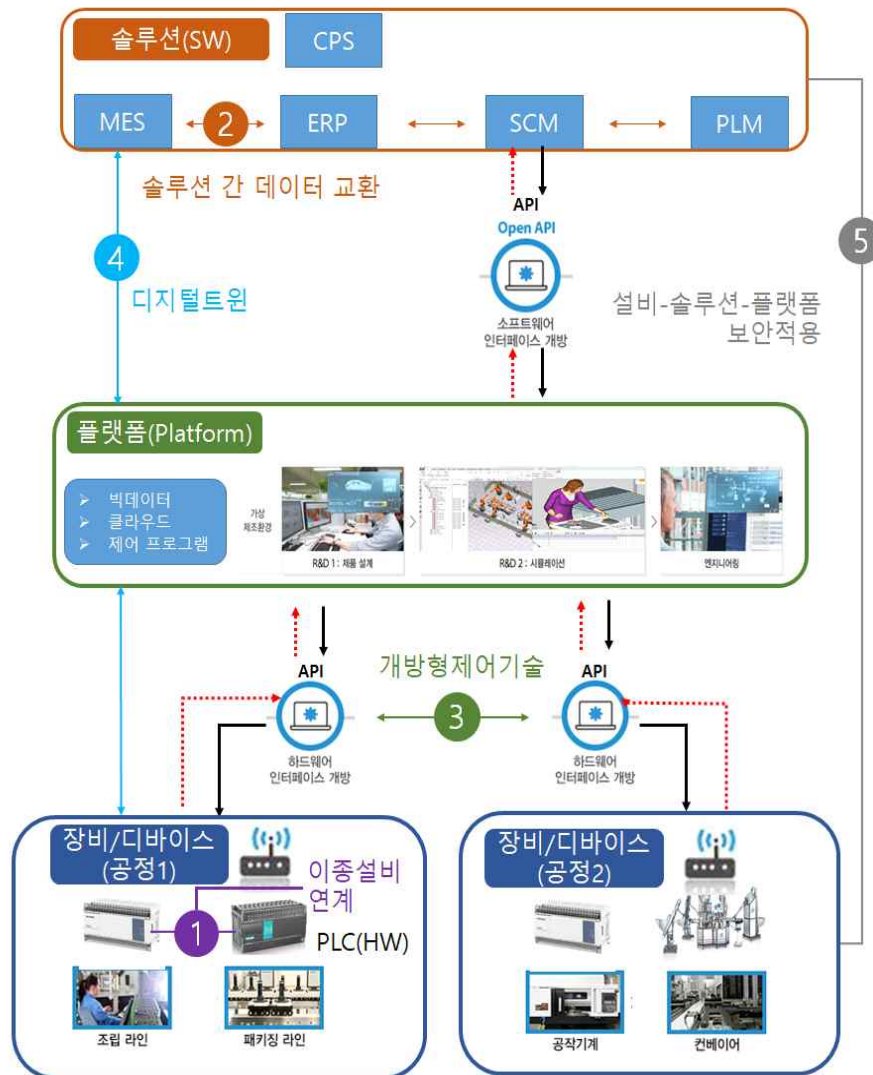 솔루션(SW)
CPS
MES
2
ERP
SCM
PLM
솔루션 간 데이터 교환
API
Open API
소프트웨어
인터페이스 개방
4
디지털트윈
5
설비-솔루션-플랫폼
보안적용
플랫폼(Platform)
➢ 빅데이터
➢ 클라우드
➢ 제어 프로그램
가상
제조환경
R&D 1 : 제품 설계
R&D 2 : 시뮬레이션
엔지니어링
API
하드웨어
인터페이스 개방
개방형제어기술
3
API
하드웨어
인터페이스 개방
장비/디바이스
(공정1)
이종설비
연계
1
PLC(HW)
조립 라인
패키징 라인
장비/디바이스
(공정2)
공작기계
컨베이어